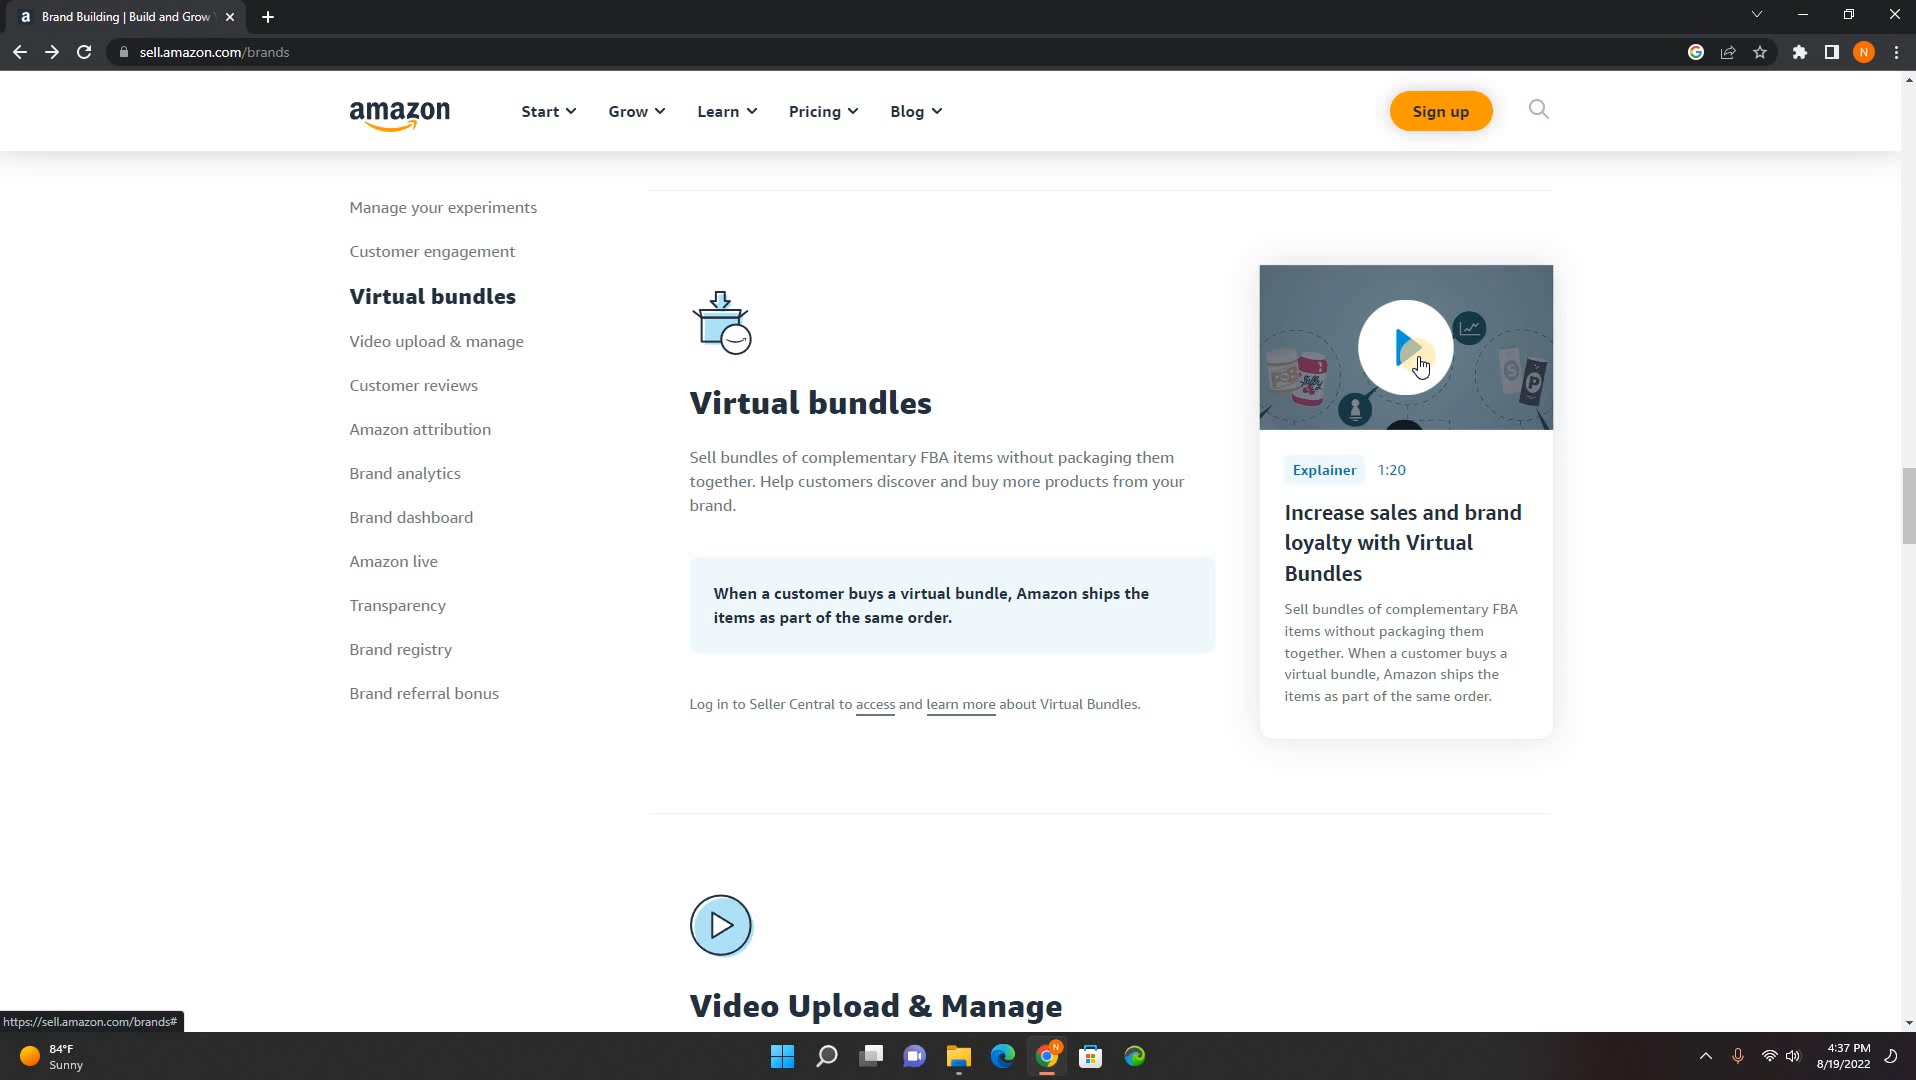 Brand Building | Build and Grow
sell.amazon.com/brands
N
amazon
Start
Grow
Learn
Pricing
Blog
Sign up
Manage your experiments
Customer engagement
Virtual bundles
Video upload & manage
Customer reviews
Amazon attribution
Brand analytics
Brand dashboard
Amazon live
Transparency
Brand registry
Brand referral bonus
Virtual bundles
Sell bundles of complementary FBA items without packaging them
together. Help customers discover and buy more products from your
brand.
When a customer buys a virtual bundle, Amazon ships the
items as part of the same order.
Log in to Seller Central to access and learn more about Virtual Bundles.
PSB
Jelly
S
P
Explainer 1:20
Increase sales and brand
loyalty with Virtual
Bundles
Sell bundles of complementary FBA
items without packaging them
together. When a customer buys a
virtual bundle, Amazon ships the
items as part of the same order.
Video Upload & Manage
https://sell.amazon.com/brands#
84°F
Sunny
N
4:37 PM
8/19/2022